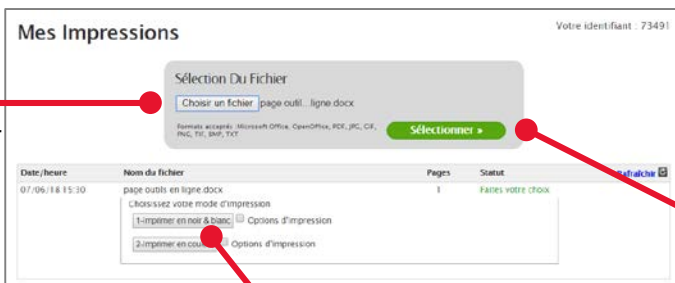 Mes Impressions
Votre identifiant : 73491
Sélection Du Fichier
Choisir un fichier page outil...ligne.docx
Formats acceptés :Microsoft Office, OpenOffice, PDF, JPG, GIF,
PNG, TIF, BMP, TXT
Sélectionner »
Date/heure Nom du fichier Pages Statut Rafraîchir
07/06/18 15:30 page outils en ligne.docx 1 Faites votre choix
Choisissez votre mode d'impression
1-imprimer en noir & blanc Options d'impression
2-imprimer en Options d'impression